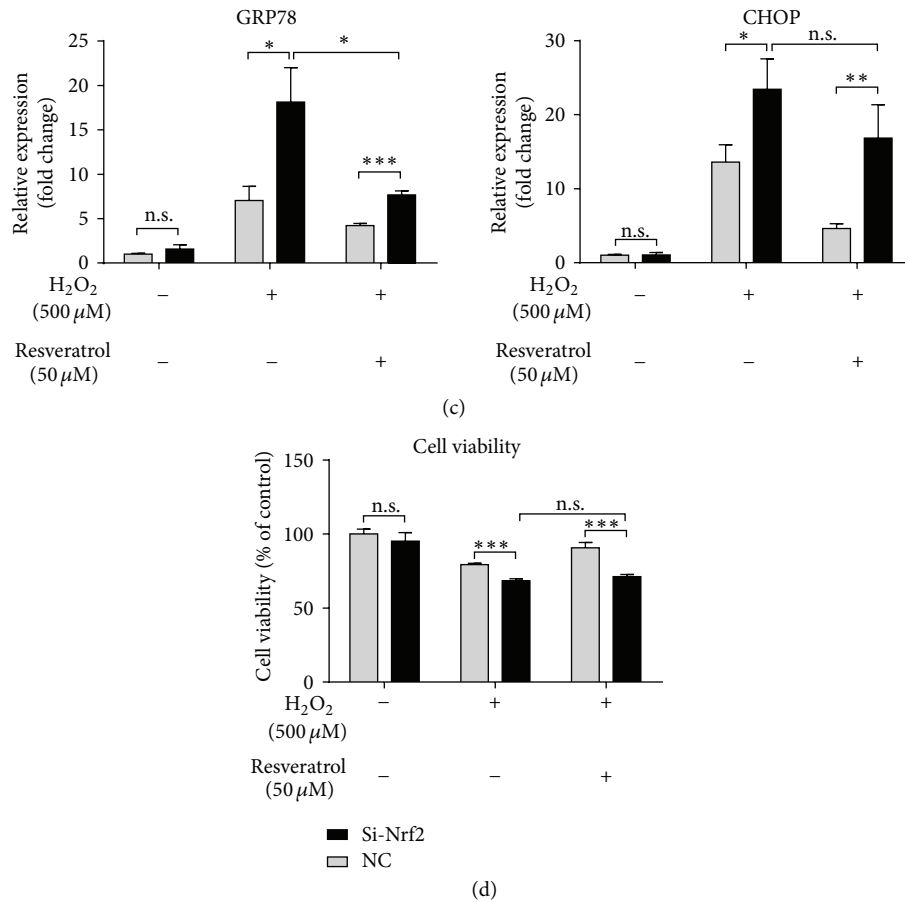 GRP78
Relative expression
(fold change)
25
20
15
10
5
0
n.s.
*
*
***
H₂O₂
(500 μM)
− + +
Resveratrol
(50 μM)
− − +
CHOP
Relative expression
(fold change)
30
20
10
0
n.s.
*
n.s.
**
H₂O₂
(500 μM)
− + +
Resveratrol
(50 μM)
− − +
(c)
Cell viability
Cell viability (% of control)
150
100
50
0
n.s.
***
n.s.
***
H₂O₂
(500 μM)
− + +
Resveratrol
(50 μM)
− − +
Si-Nrf2
NC
(d)